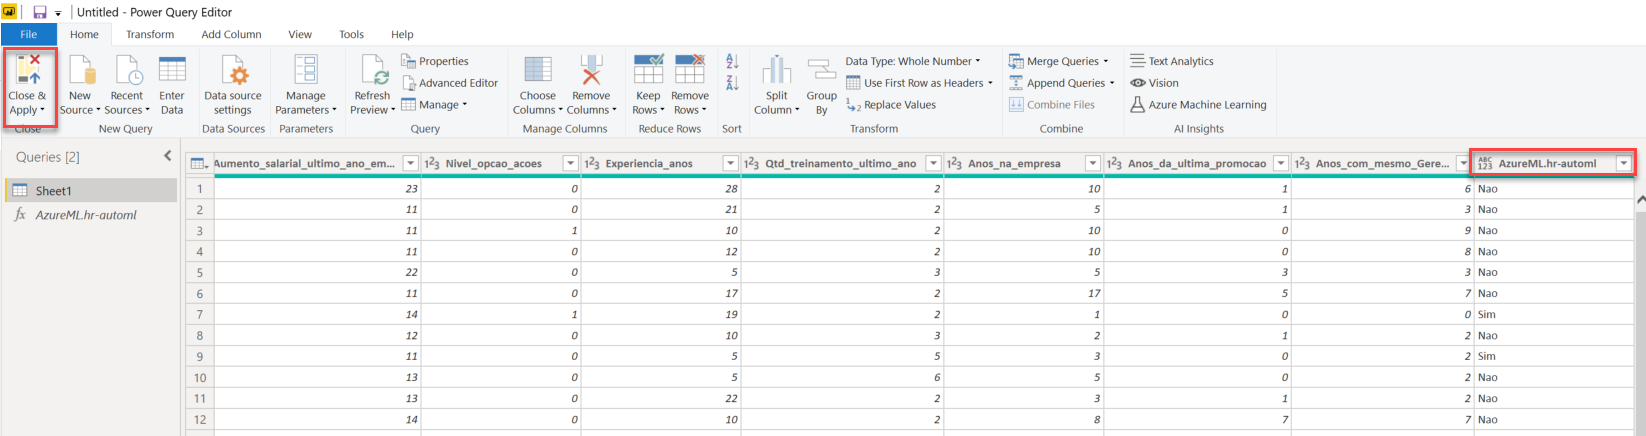 Untitled - Power Query Editor
File Home Transform Add Column View Tools Help
Close & Apply
New Source
Recent Sources
Enter Data
Data source settings
Manage Parameters
Refresh Preview
Properties
Advanced Editor
Manage
Choose Columns
Remove Columns
Keep Rows
Remove Rows
Split Column
Group By
Data Type: Whole Number
Use First Row as Headers
Replace Values
Merge Queries
Append Queries
Combine Files
Text Analytics
Vision
Azure Machine Learning
Close New Query Data Sources Parameters Query Manage Columns Reduce Rows Sort Transform Combine AI Insights
Queries [2]
Sheet1
fx AzureML.hr-automl
Aumento_salarial_ultimo_ano_em... 123 Nivel_opcao_acoes 123 Experiencia_anos 123 Qtd_treinamento_ultimo_ano 123 Anos_na_empresa 123 Anos_da_ultima_promocao 123 Anos_com_mesmo_Gere... ABC 123 AzureML.hr-automl
1 23 0 28 2 10 1 6 Nao
2 11 0 21 2 5 1 3 Nao
3 11 1 10 2 10 0 9 Nao
4 11 0 12 2 10 0 8 Nao
5 22 0 5 3 5 3 3 Nao
6 11 0 17 2 17 5 7 Nao
7 14 1 19 2 1 0 0 Sim
8 12 0 10 3 2 1 2 Nao
9 11 0 5 5 3 0 2 Sim
10 13 0 5 6 5 0 2 Nao
11 13 0 22 2 3 1 2 Nao
12 14 0 10 2 8 7 7 Nao